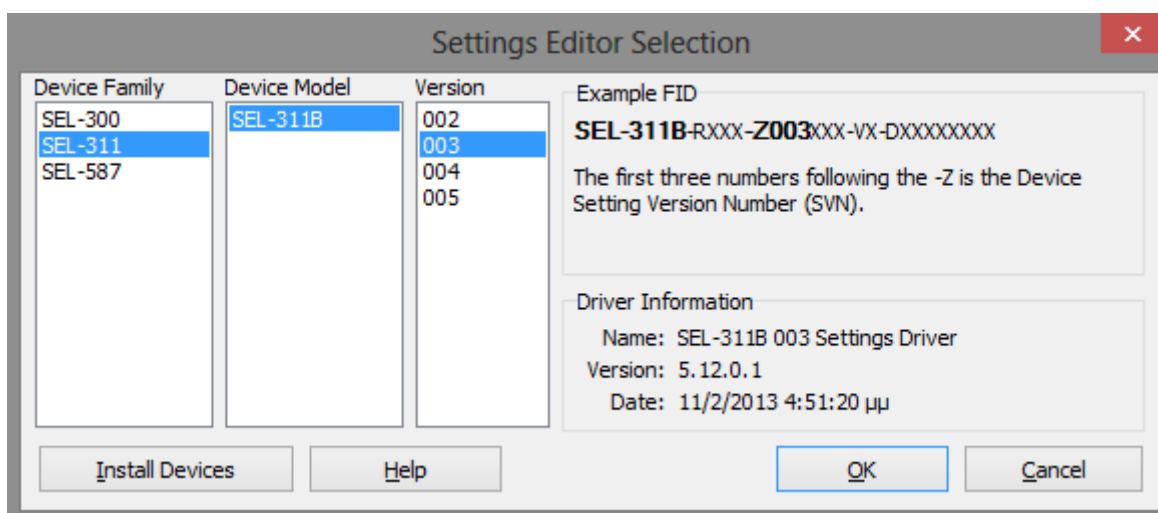 Settings Editor Selection
×
Device Family
SEL-300
SEL-311
SEL-587
Device Model
SEL-311B
Version
002
003
004
005
Example FID
SEL-311B-RXXX-Z003XXX-VX-DXXXXXXXX
The first three numbers following the -Z is the Device
Setting Version Number (SVN).
Driver Information
Name: SEL-311B 003 Settings Driver
Version: 5.12.0.1
Date: 11/2/2013 4:51:20 μμ
Install Devices
Help
OK
Cancel